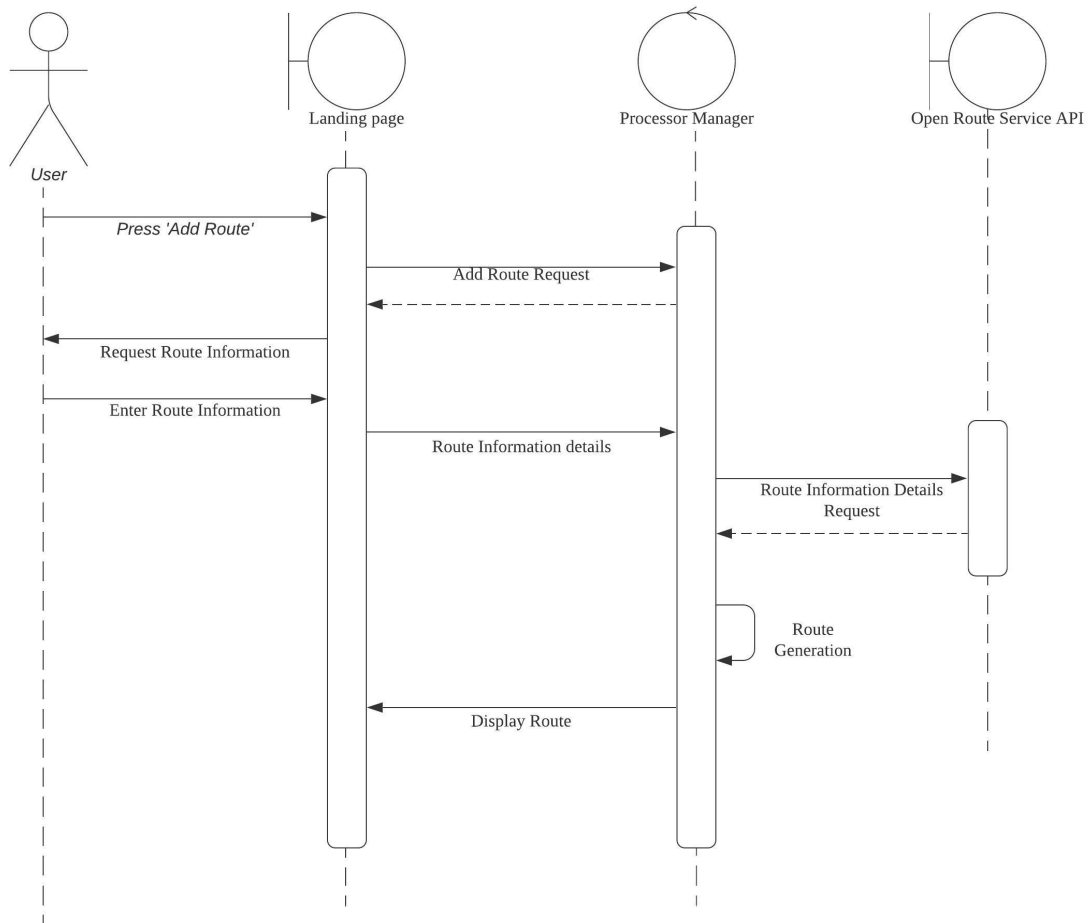 Landing page
Processor Manager
Open Route Service API
User
Press 'Add Route'
Add Route Request
Request Route Information
Enter Route Information
Route Information details
Route Information Details
Request
Route
Generation
Display Route